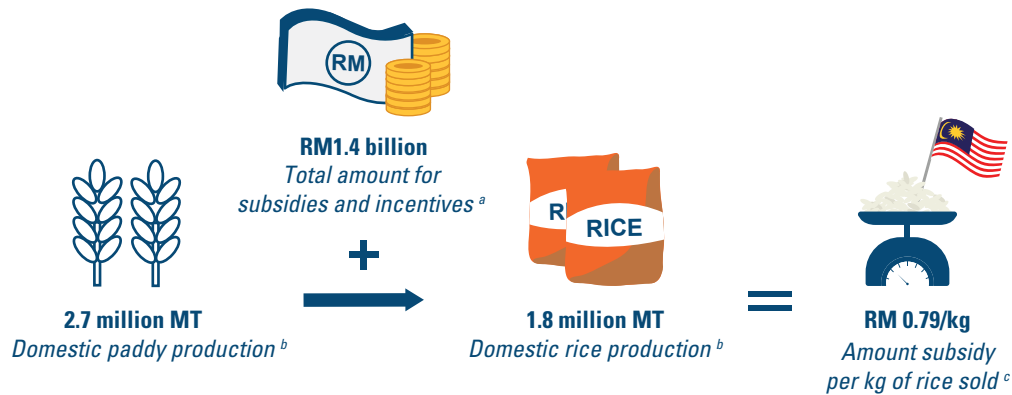 RM
RM1.4 billion
Total amount for
subsidies and incentives a
+
RI
RICE
2.7 million MT
Domestic paddy production b
1.8 million MT
Domestic rice production b
=
RM 0.79/kg
Amount subsidy
per kg of rice sold c